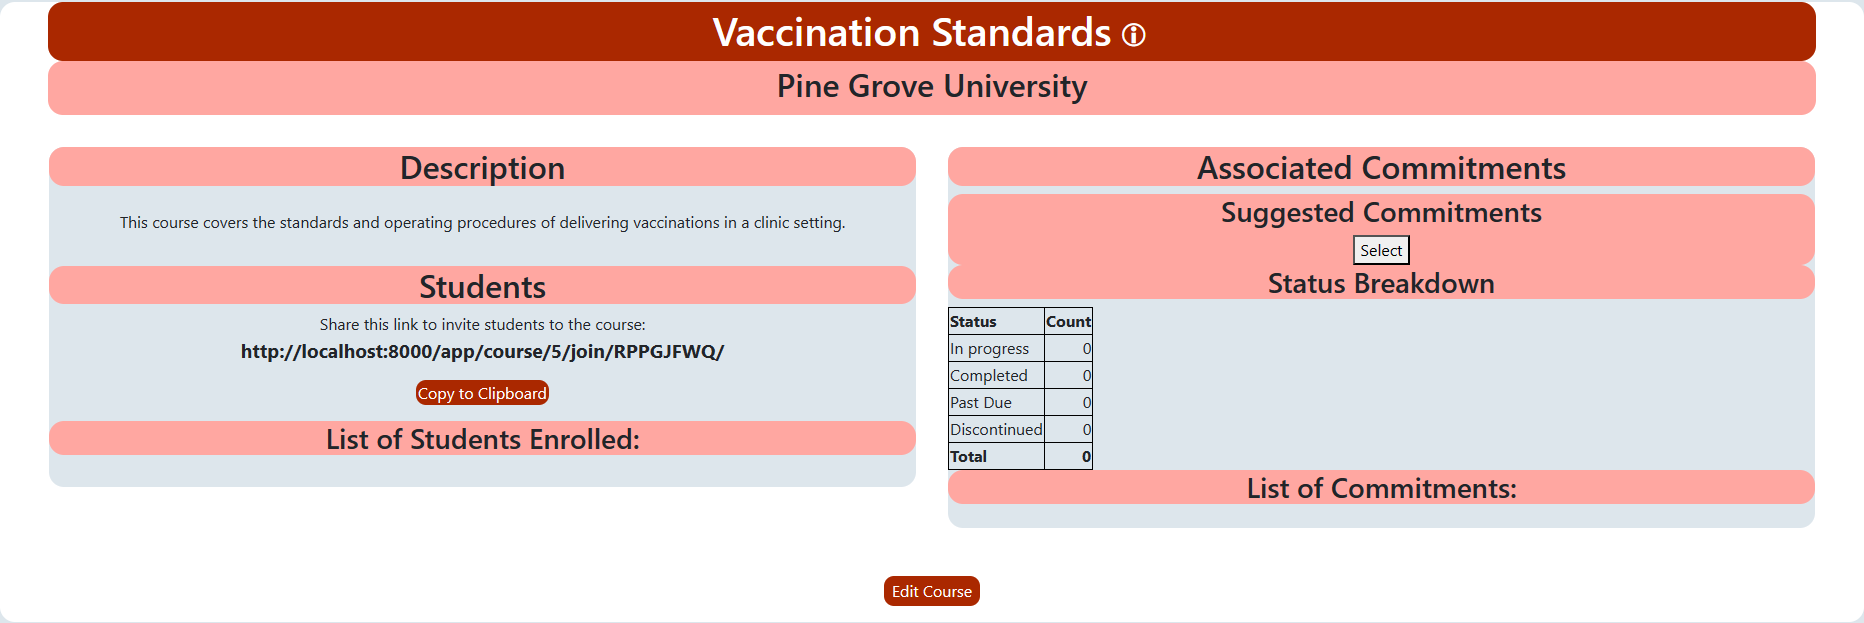 Vaccination Standards
Pine Grove University
Description
This course covers the standards and operating procedures of delivering vaccinations in a clinic setting.
Students
Share this link to invite students to the course:
http://localhost:8000/app/course/5/join/RPPGJFWQ/
Copy to Clipboard
List of Students Enrolled:
Associated Commitments
Suggested Commitments
Select
Status Breakdown
Status Count
In progress 0
Completed 0
Past Due 0
Discontinued 0
Total 0
List of Commitments:
Edit Course